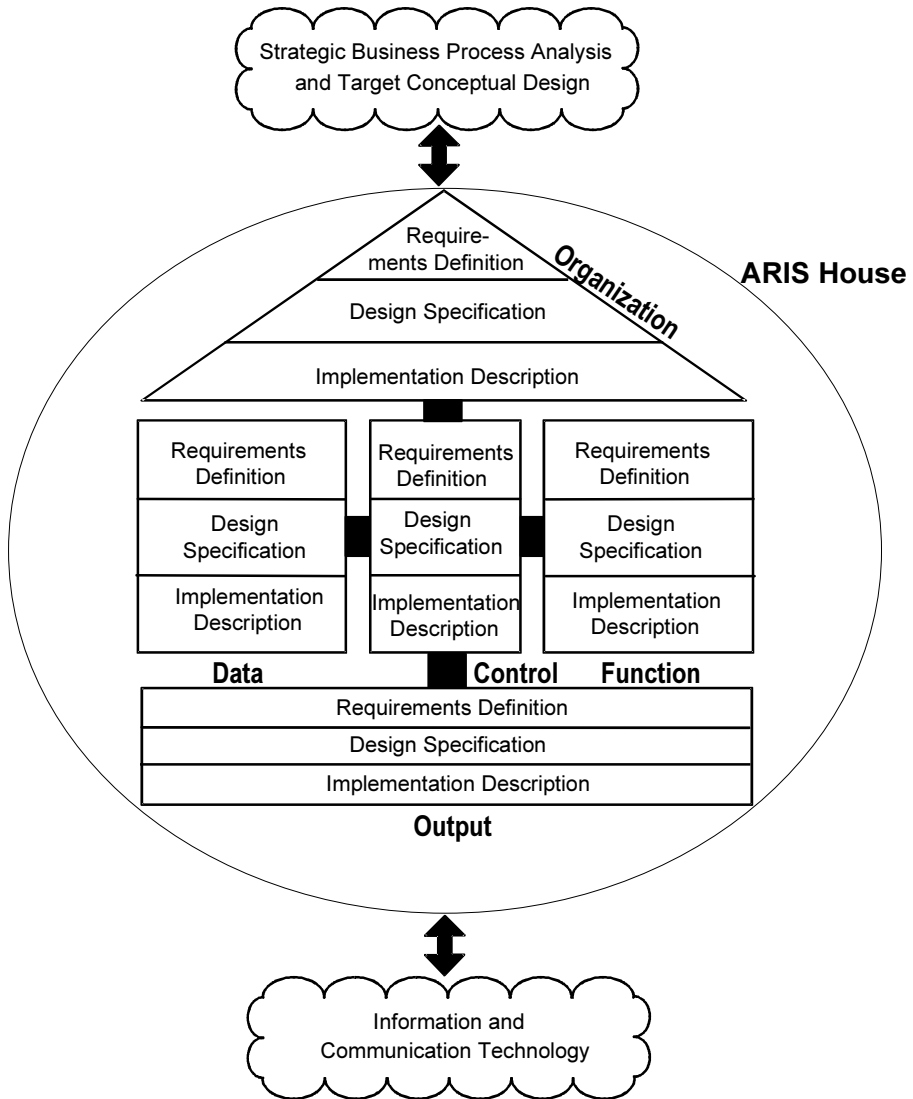 Strategic Business Process Analysis
and Target Conceptual Design
Require-
ments Definition
Organization
ARIS House
Design Specification
Implementation Description
Requirements
Definition
Design
Specification
Implementation
Description
Data
Requirements
Definition
Design
Specification
Implementation
Description
Control
Requirements
Definition
Design
Specification
Implementation
Description
Function
Requirements Definition
Design Specification
Implementation Description
Output
Information and
Communication Technology